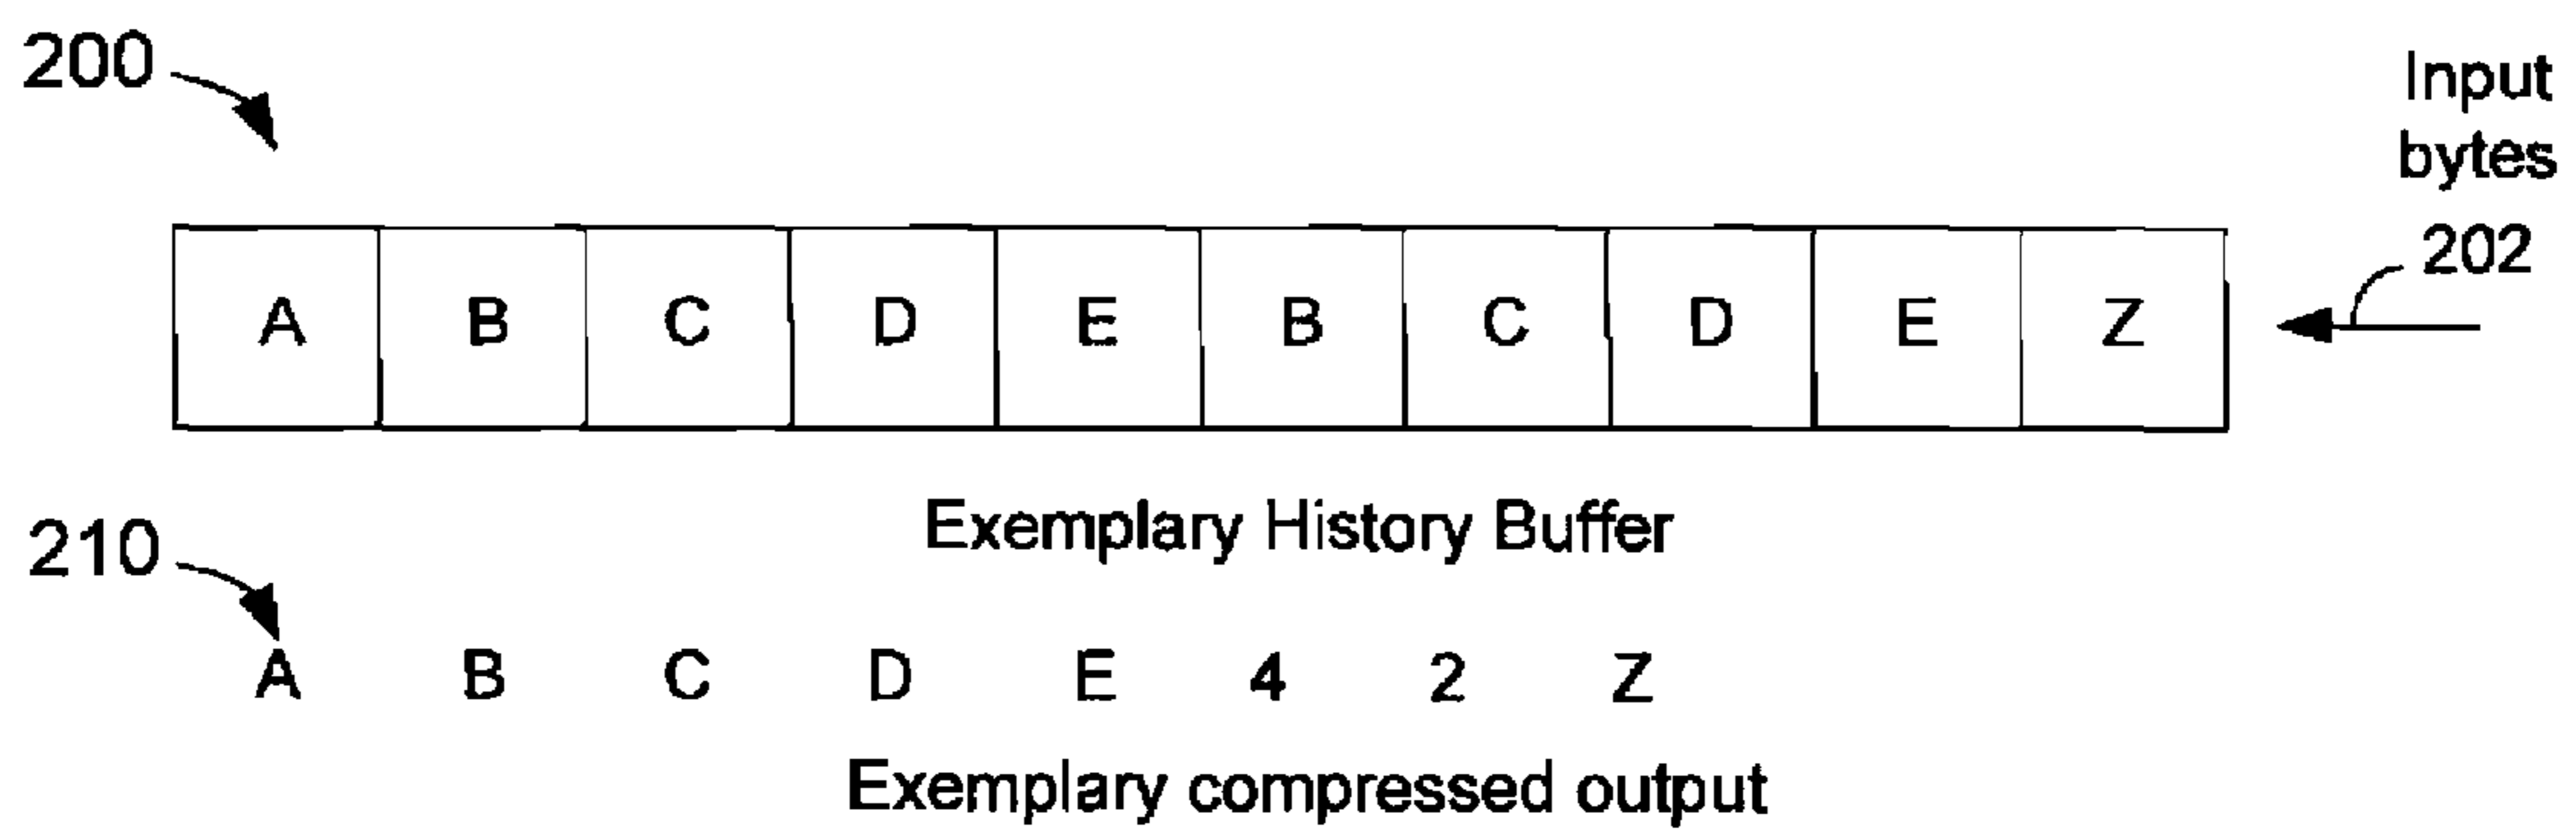 200
Input
bytes
202
A B C D E B C D E Z
Exemplary History Buffer
210
A B C D E 4 2 Z
Exemplary compressed output